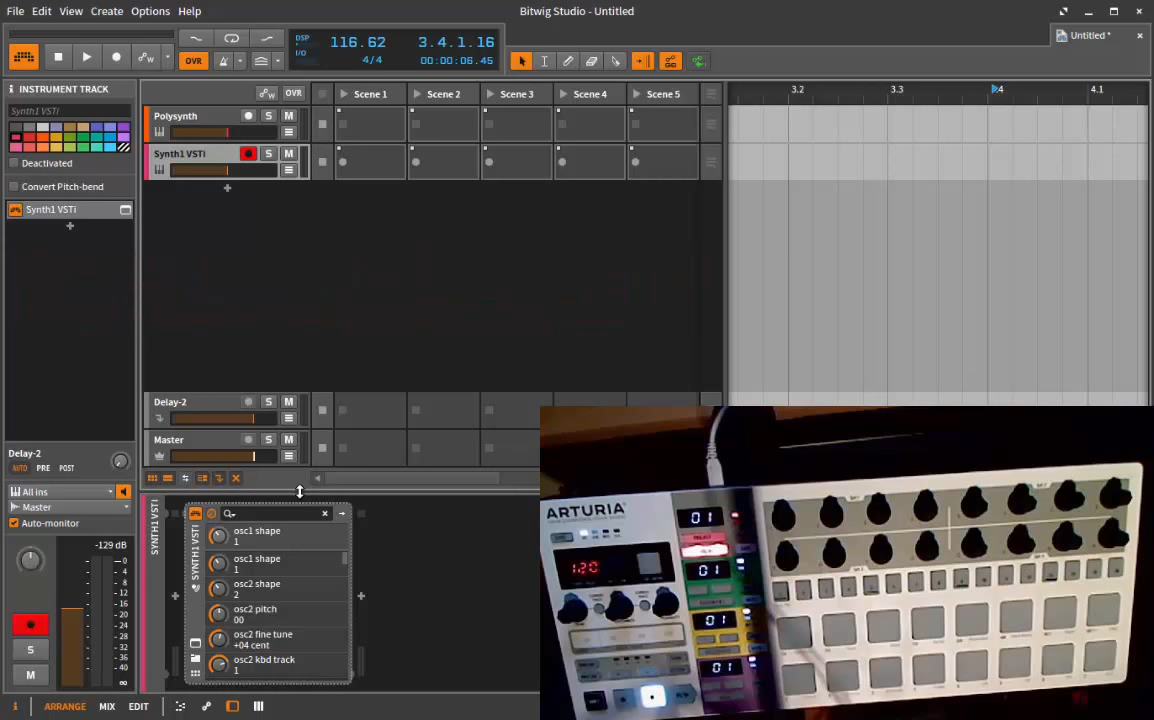 File Edit View Create Options Help
Bitwig Studio - Untitled
OVR
DSP
I/O
116.62
4/4
3.4.1.16
00:00:06.45
Untitled *
INSTRUMENT TRACK
Synth1 VSTi
Deactivated
Convert Pitch-bend
Synth1 VSTi
OVR
Scene 1
Scene 2
Scene 3
Scene 4
Scene 5
3.2
3.3
4
4.1
Polysynth
S
M
Synth1 VSTi
S
M
Delay-2
S
M
Master
S
M
Delay-2
AUTO PRE POST
All ins
Master
Auto-monitor
-129 dB
0
4
8
12
16
20
24
28
32
36
40
∞
S
M
SYNTH1 VSTI
SYNTH1 VSTI
osc1 shape
1
osc1 shape
1
osc2 shape
2
osc2 pitch
00
osc2 fine tune
+04 cent
osc2 kbd track
1
ARTURIA
120
01
01
01
01
ARRANGE MIX EDIT